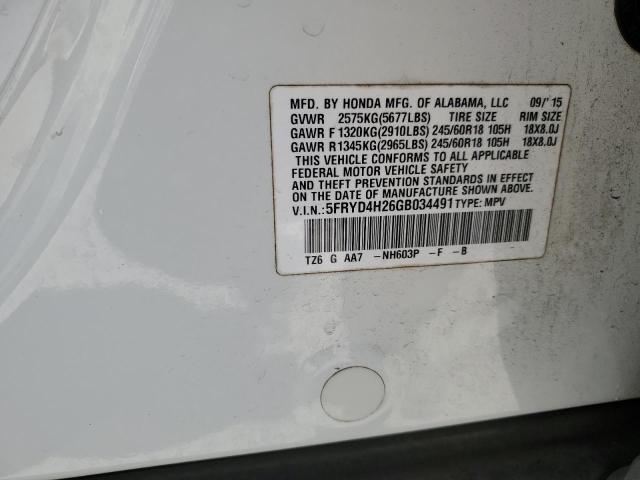 MFD. BY HONDA MFG. OF ALABAMA, LLC 09/'15
GVWR 2575KG(5677LBS) TIRE SIZE RIM SIZE
GAWR F 1320KG(2910LBS) 245/60R18 105H 18X8.0J
GAWR R1345KG(2965LBS) 245/60R18 105H 18X8.0J
THIS VEHICLE CONFORMS TO ALL APPLICABLE
FEDERAL MOTOR VEHICLE SAFETY
AND THEFT PREVENTION STANDARDS IN EFFECT
ON THE DATE OF MANUFACTURE SHOWN ABOVE.
V.I.N.:5FRYD4H26GB034491 TYPE: MPV
TZ6 G AA7 -NH603P -F -B